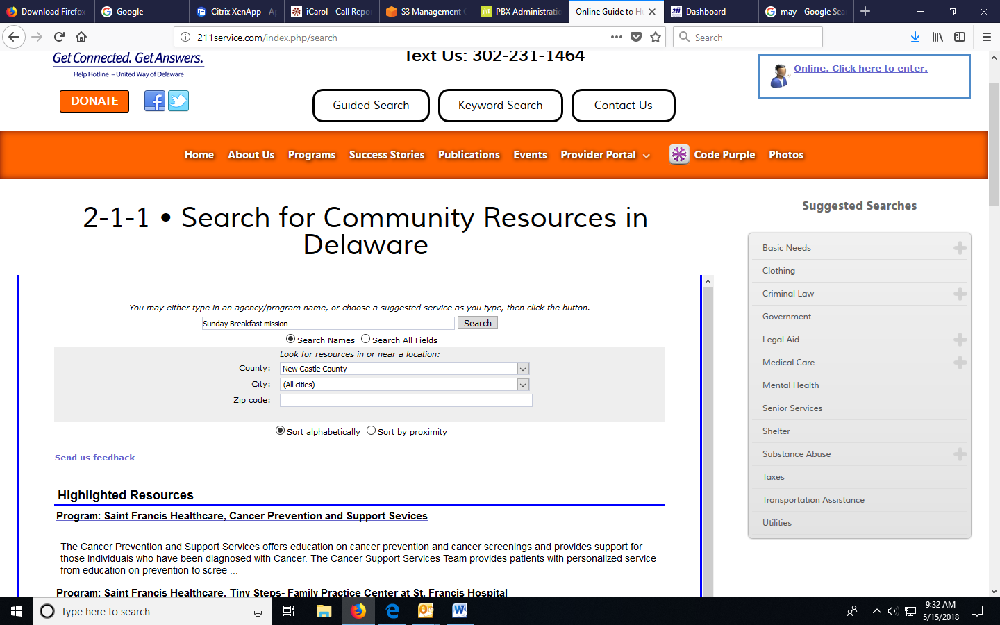 Download Firefox
Google
Citrix XenApp - Ap
iCarol - Call Repor
S3 Management C
PBX Administratio
Online Guide to Hu
Dashboard
may - Google Sea
211service.com/index.php/search
Search
Get Connected. Get Answers.
Help Hotline – United Way of Delaware
Text Us: 302-231-1464
Online. Click here to enter.
DONATE
Guided Search
Keyword Search
Contact Us
Home
About Us
Programs
Success Stories
Publications
Events
Provider Portal
Code Purple
Photos
2-1-1 • Search for Community Resources in
Delaware
You may either type in an agency/program name, or choose a suggested service as you type, then click the button.
Sunday Breakfast mission
Search
Search Names
Search All Fields
Look for resources in or near a location:
County:
New Castle County
City:
(All cities)
Zip code:
Sort alphabetically
Sort by proximity
Send us feedback
Highlighted Resources
Program: Saint Francis Healthcare, Cancer Prevention and Support Sevices
The Cancer Prevention and Support Services offers education on cancer prevention and cancer screenings and provides support for
those individuals who have been diagnosed with Cancer. The Cancer Support Services Team provides patients with personalized service
from education on prevention to scree ...
Program: Saint Francis Healthcare, Tiny Steps- Family Practice Center at St. Francis Hospital
Suggested Searches
Basic Needs
Clothing
Criminal Law
Government
Legal Aid
Medical Care
Mental Health
Senior Services
Shelter
Substance Abuse
Taxes
Transportation Assistance
Utilities
Type here to search
9:32 AM
5/15/2018